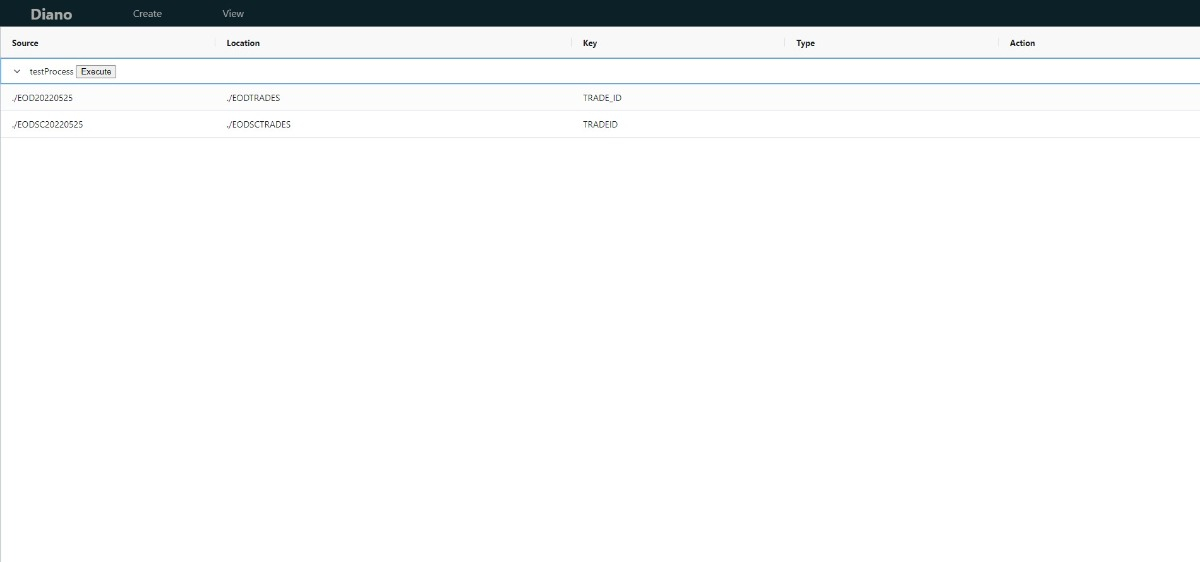 Diano Create View
Source Location Key Type Action
testProcess Execute
./EOD20220525 ./EODTRADES TRADE_ID
./EODSC20220525 ./EODSCTRADES TRADEID